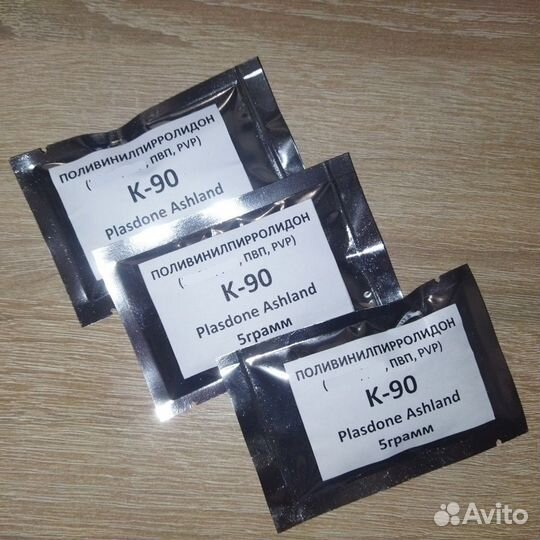 ПОЛИВИНИЛПИРРОЛИДОН
( , ПВП, PVP)
К-90
Plasdone Ashland
ПОЛИВИНИЛПИРРОЛИДОН
( , ПВП, PVP)
К-90
Plasdone Ashland
5грамм
ПОЛИВИНИЛПИРРОЛИДОН
( , ПВП, PVP)
К-90
Plasdone Ashland
5грамм
Avito